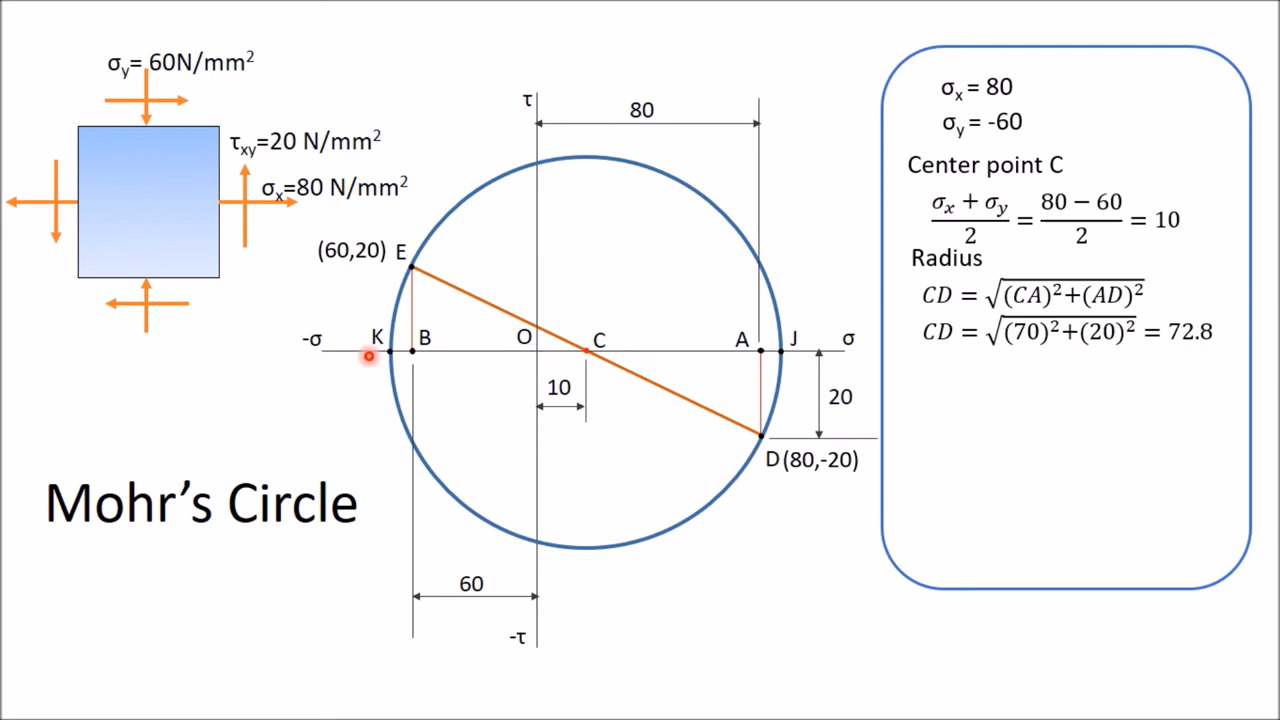 σy= 60N/mm²
τxy=20 N/mm²
σx=80 N/mm²
(60,20) E
τ
80
-σ
K
B
O
C
A
J
σ
10
20
D(80,-20)
60
-τ
Mohr’s Circle
σx = 80
σy = -60
Center point C
(σx + σy)/2 = (80 − 60)/2 = 10
Radius
CD = √((CA)²+(AD)²)
CD = √((70)²+(20)²) = 72.8